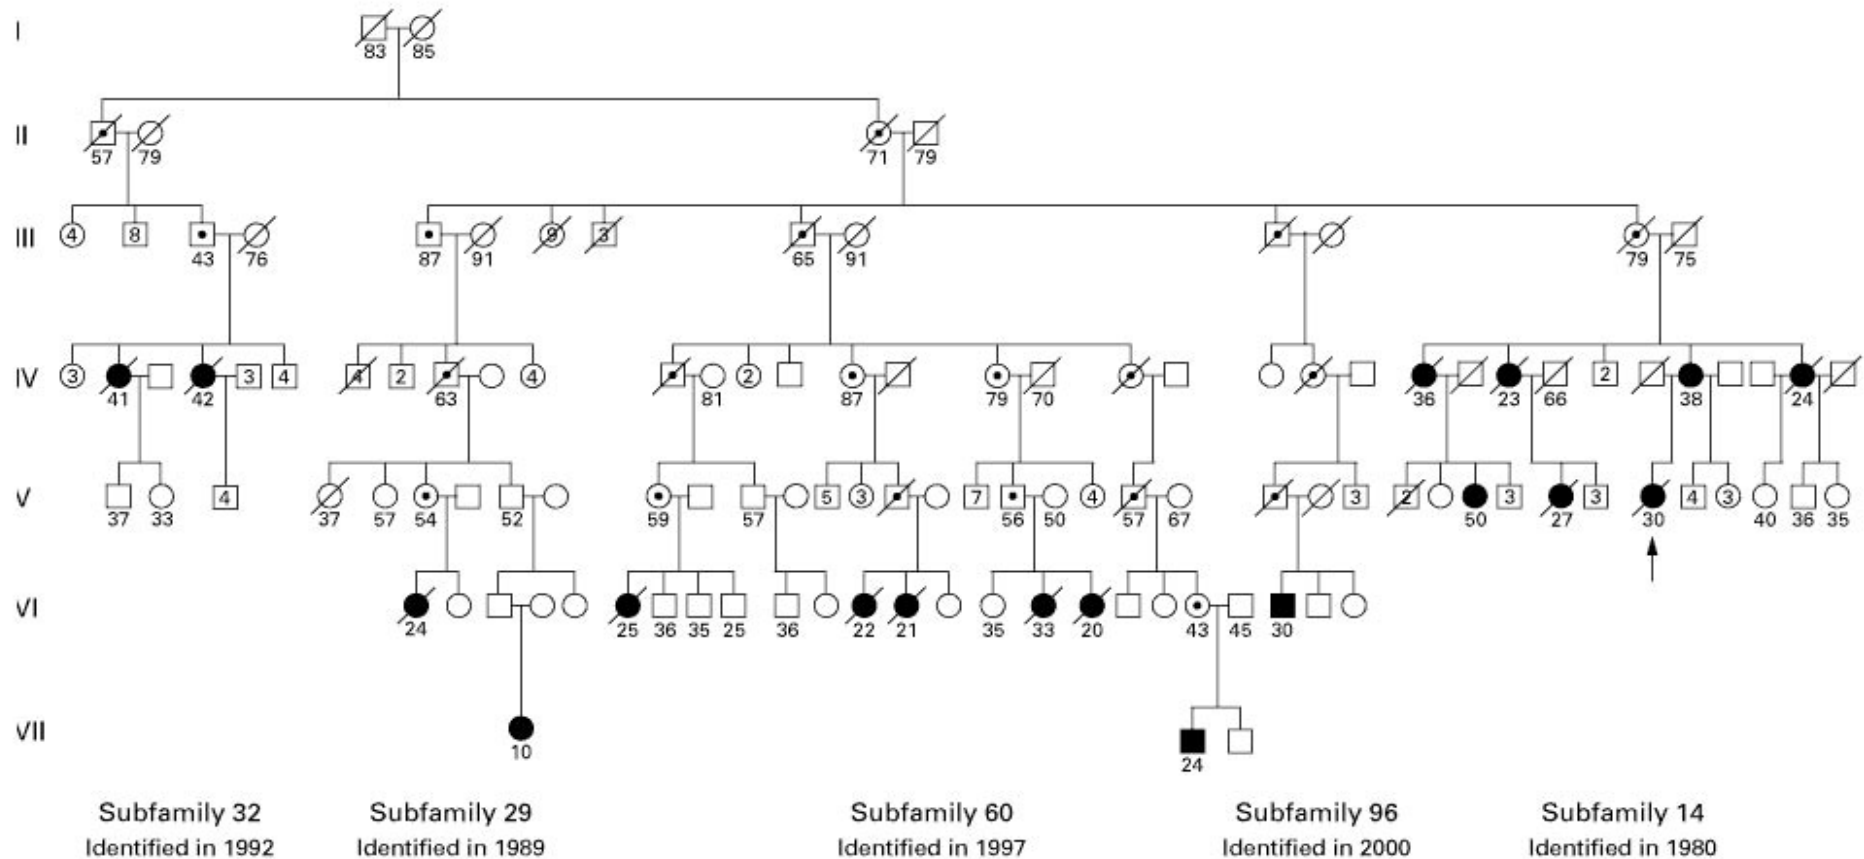 I
83 85
II
57 79 71 79
III
4 8 9 3
43 76 87 91 65 91 79 75
IV
3 3 4 4 2 4 2 2
41 42 63 81 87 79 70 36 23 66 38 24
V
4 5 3 7 4 3 2 3 3 4 3
37 33 37 57 54 52 59 57 56 50 57 67 50 27 30 40 36 35
VI
24 25 36 35 25 36 22 21 35 33 20 43 45 30
VII
10
24
Subfamily 32 Subfamily 29 Subfamily 60 Subfamily 96 Subfamily 14
Identified in 1992 Identified in 1989 Identified in 1997 Identified in 2000 Identified in 1980